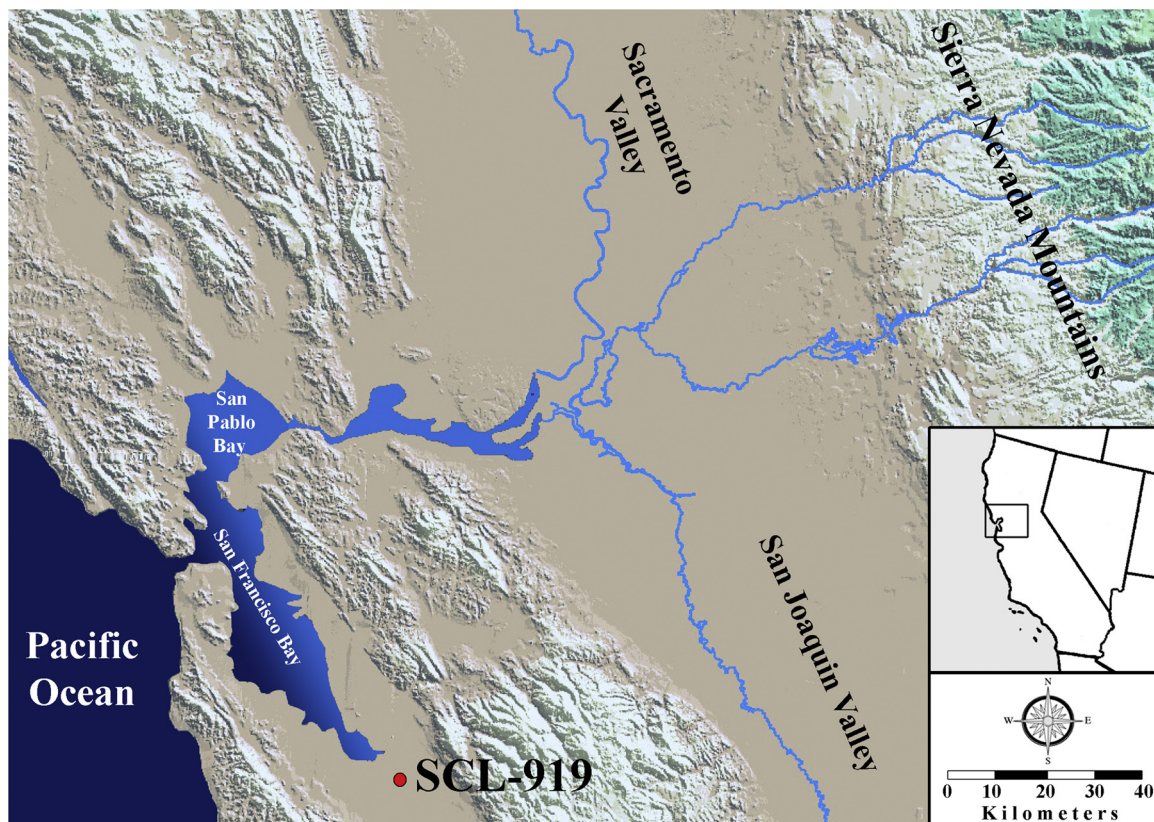 Sacramento
Valley
Sierra Nevada Mountains
San
Pablo
Bay
San Francisco Bay
San Joaquin Valley
Pacific
Ocean
SCL-919
N
W
E
S
0 10 20 30 40
Kilometers